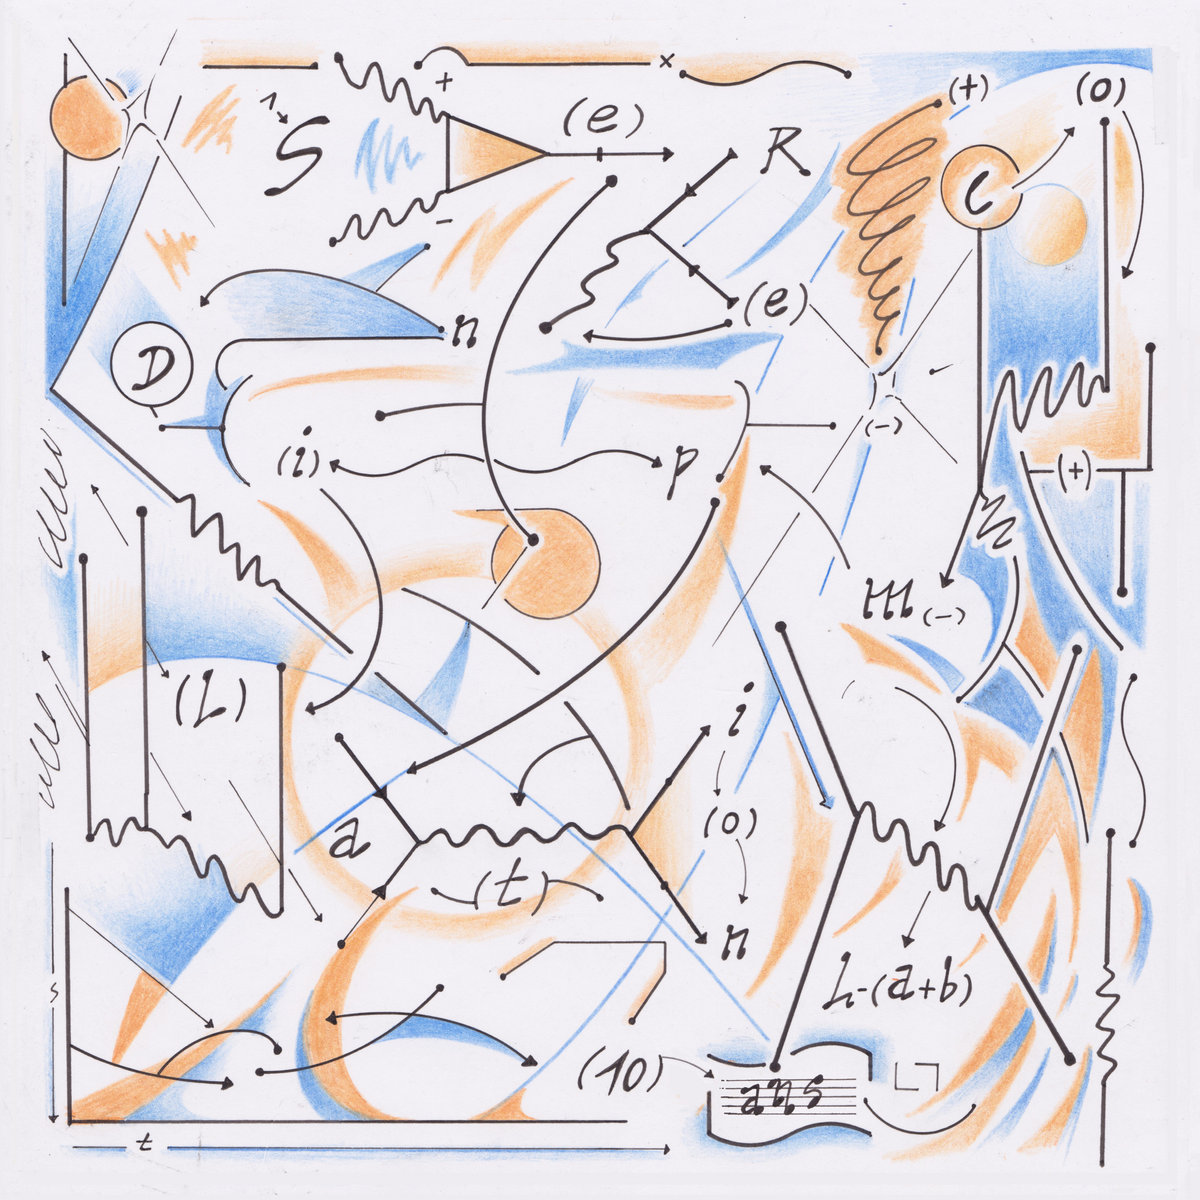 (+)
(o)
+
×
(e)
1
S
R
C
-
(e)
n
D
(-)
(i)
p
(+)
m(-)
(L)
i
(o)
a
(t)
n
L-(a+b)
s
(10)
ans
t